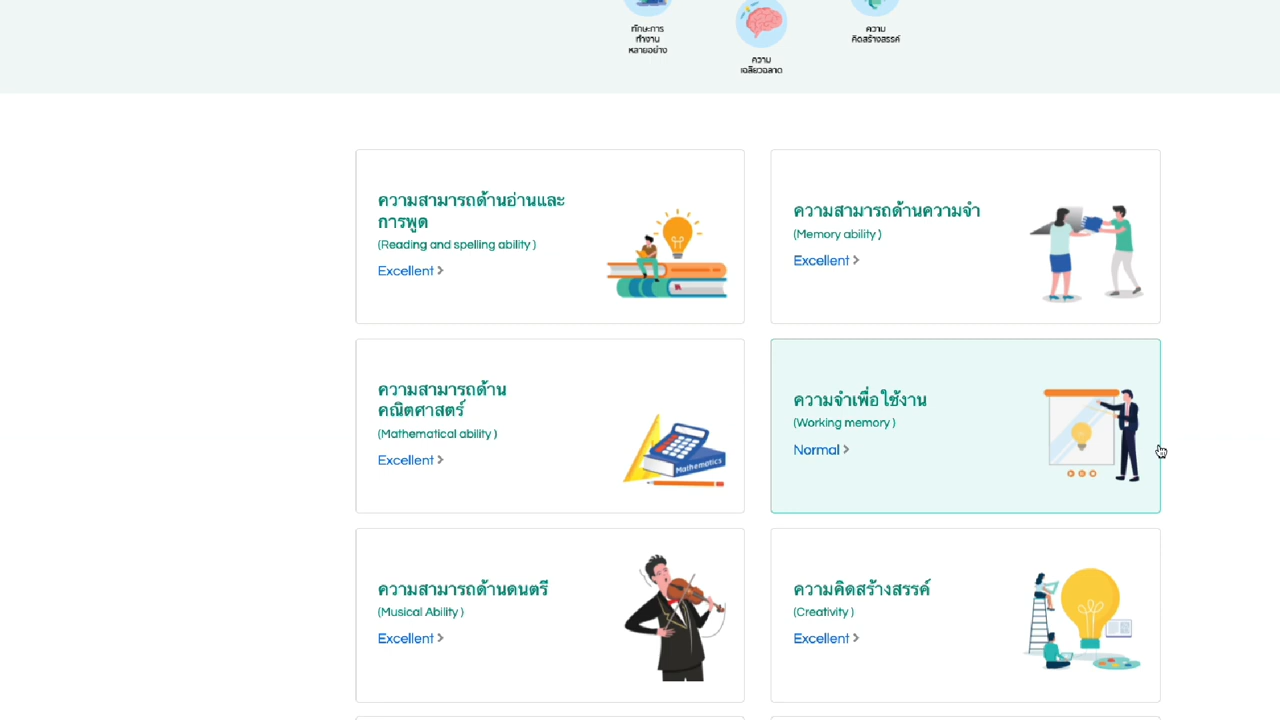 ทักษะการ
ทำงาน
หลายอย่าง
ความ
เฉลียวฉลาด
ความ
คิดสร้างสรรค์
ความสามารถด้านอ่านและ
การพูด
(Reading and spelling ability )
Excellent >
ความสามารถด้านความจำ
(Memory ability )
Excellent >
ความสามารถด้าน
คณิตศาสตร์
(Mathematical ability )
Excellent >
Mathematics
ความจำเพื่อใช้งาน
(Working memory )
Normal >
ความสามารถด้านดนตรี
(Musical Ability )
Excellent >
ความคิดสร้างสรรค์
(Creativity )
Excellent >